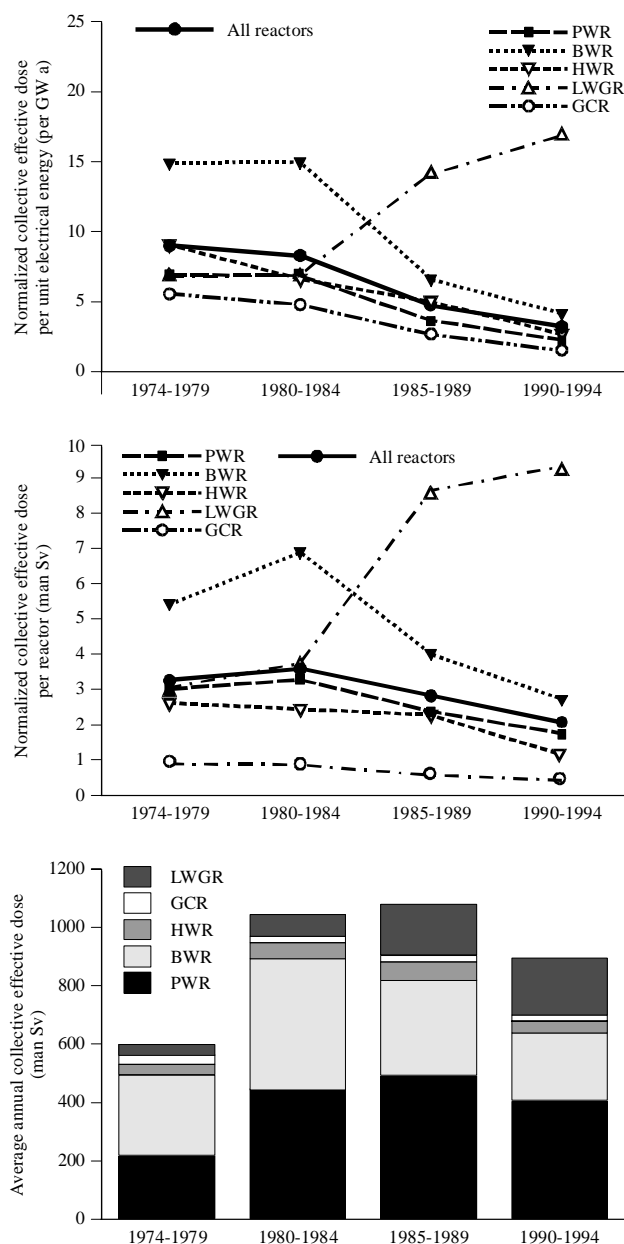 25
20
15
10
5
0
Normalized collective effective dose
per unit electrical energy (per GW a)
All reactors
PWR
BWR
HWR
LWGR
GCR
1974-1979 1980-1984 1985-1989 1990-1994
10
9
8
7
6
5
4
3
2
1
0
Normalized collective effective dose
per reactor (man Sv)
PWR
BWR
HWR
LWGR
GCR
All reactors
1974-1979 1980-1984 1985-1989 1990-1994
1200
1000
800
600
400
200
0
Average annual collective effective dose
(man Sv)
LWGR
GCR
HWR
BWR
PWR
1974-1979 1980-1984 1985-1989 1990-1994